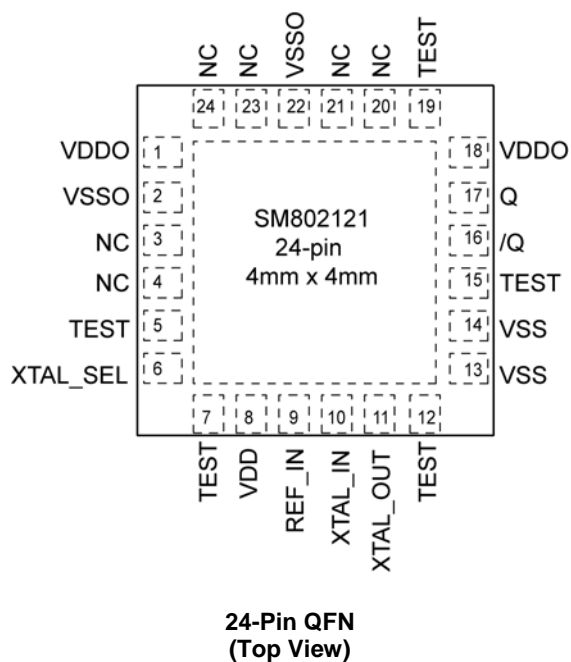 NC
NC
VSSO
NC
NC
TEST
24
23
22
21
20
19
VDDO 1
18 VDDO
VSSO 2
17 Q
NC 3
16 /Q
NC 4
15 TEST
TEST 5
14 VSS
XTAL_SEL 6
13 VSS
SM802121
24-pin
4mm x 4mm
7
8
9
10
11
12
TEST
VDD
REF_IN
XTAL_IN
XTAL_OUT
TEST
24-Pin QFN
(Top View)